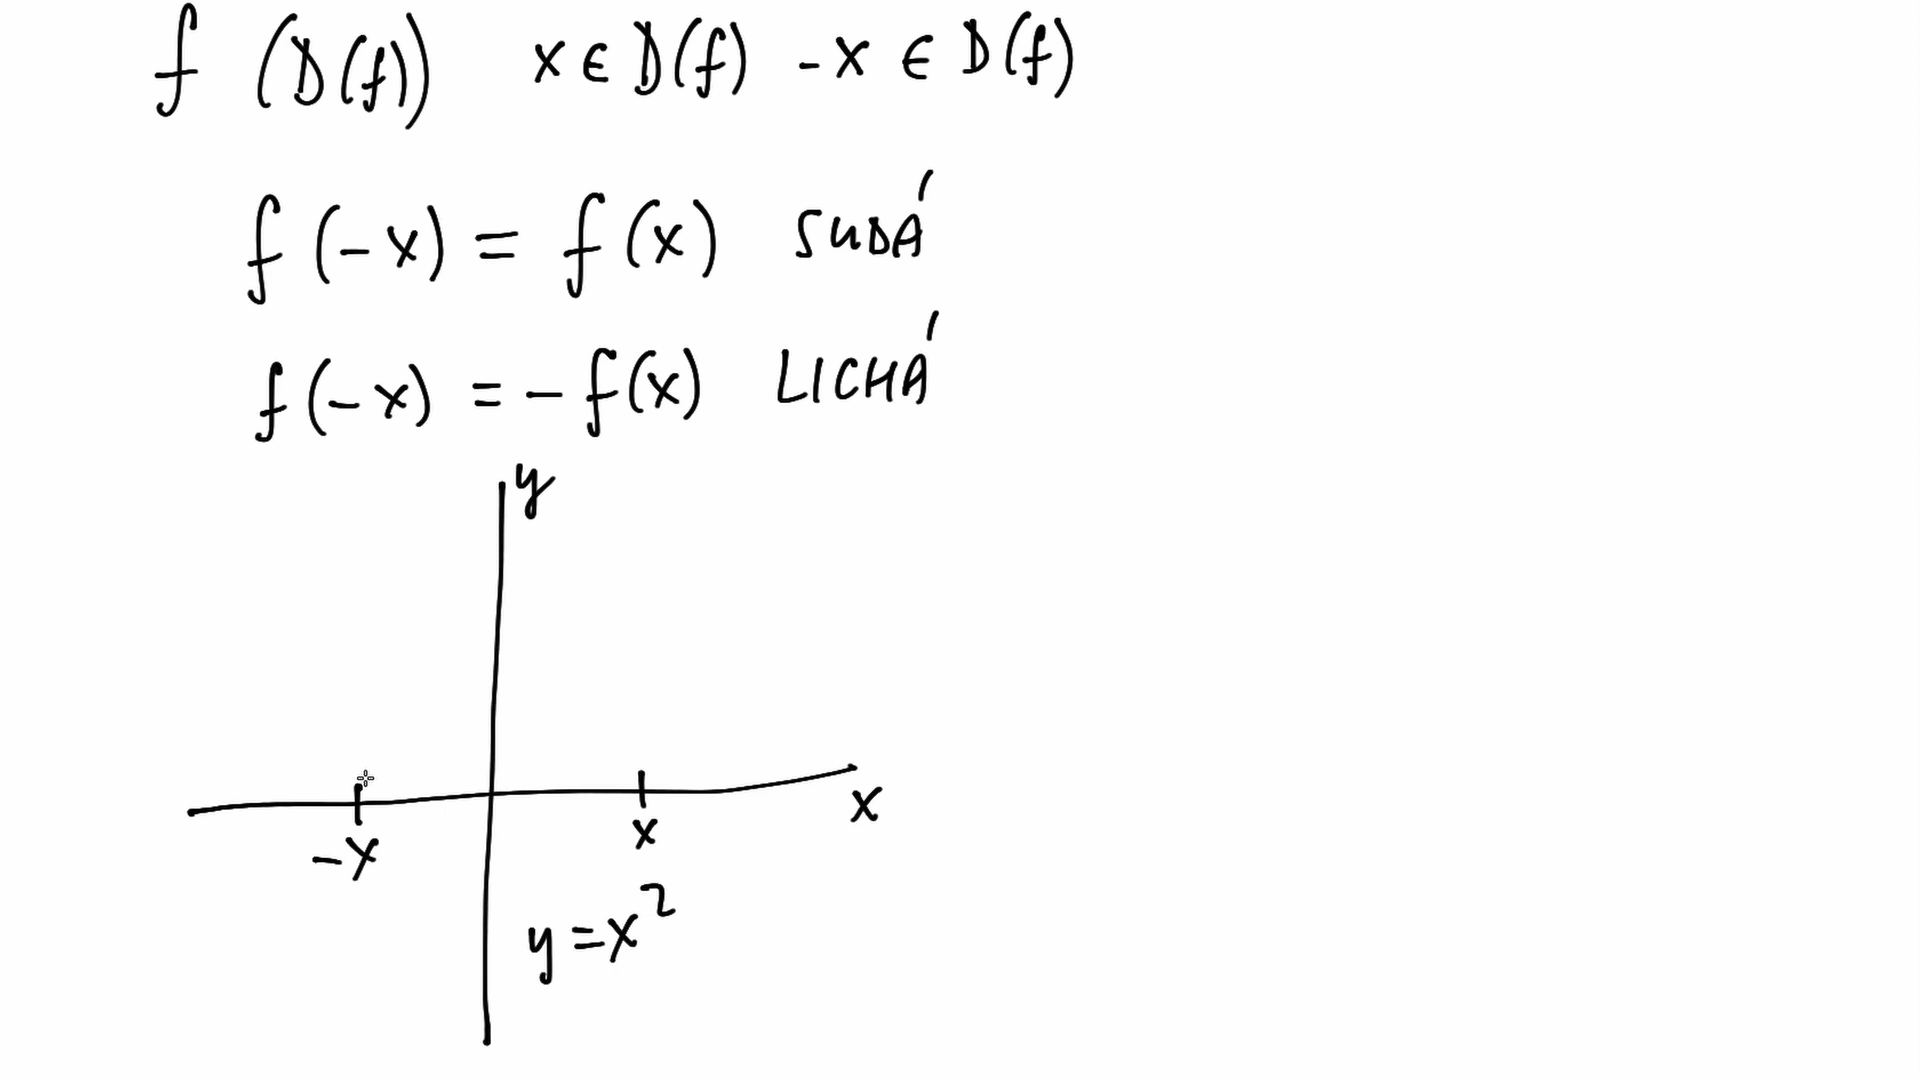 f (D(f)) x ∈ D(f) -x ∈ D(f)
f(-x) = f(x) SUDÁ
f(-x) = -f(x) LICHÁ
y
x
-x
x
y = x²